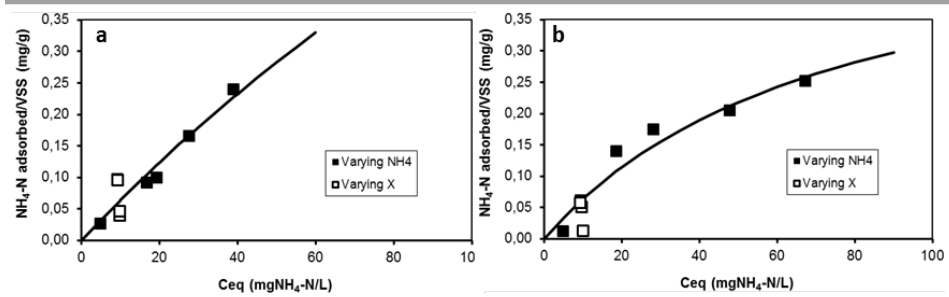 a
0,35
0,30
0,25
0,20
0,15
0,10
0,05
0,00
NH₄-N adsorbed/VSS (mg/g)
■ Varying NH4
□ Varying X
0 20 40 60 80 100
Ceq (mgNH₄-N/L)
b
0,35
0,30
0,25
0,20
0,15
0,10
0,05
0,00
NH₄-N adsorbed/VSS (mg/g)
■ Varying NH4
□ Varying X
0 20 40 60 80 100
Ceq (mgNH₄-N/L)